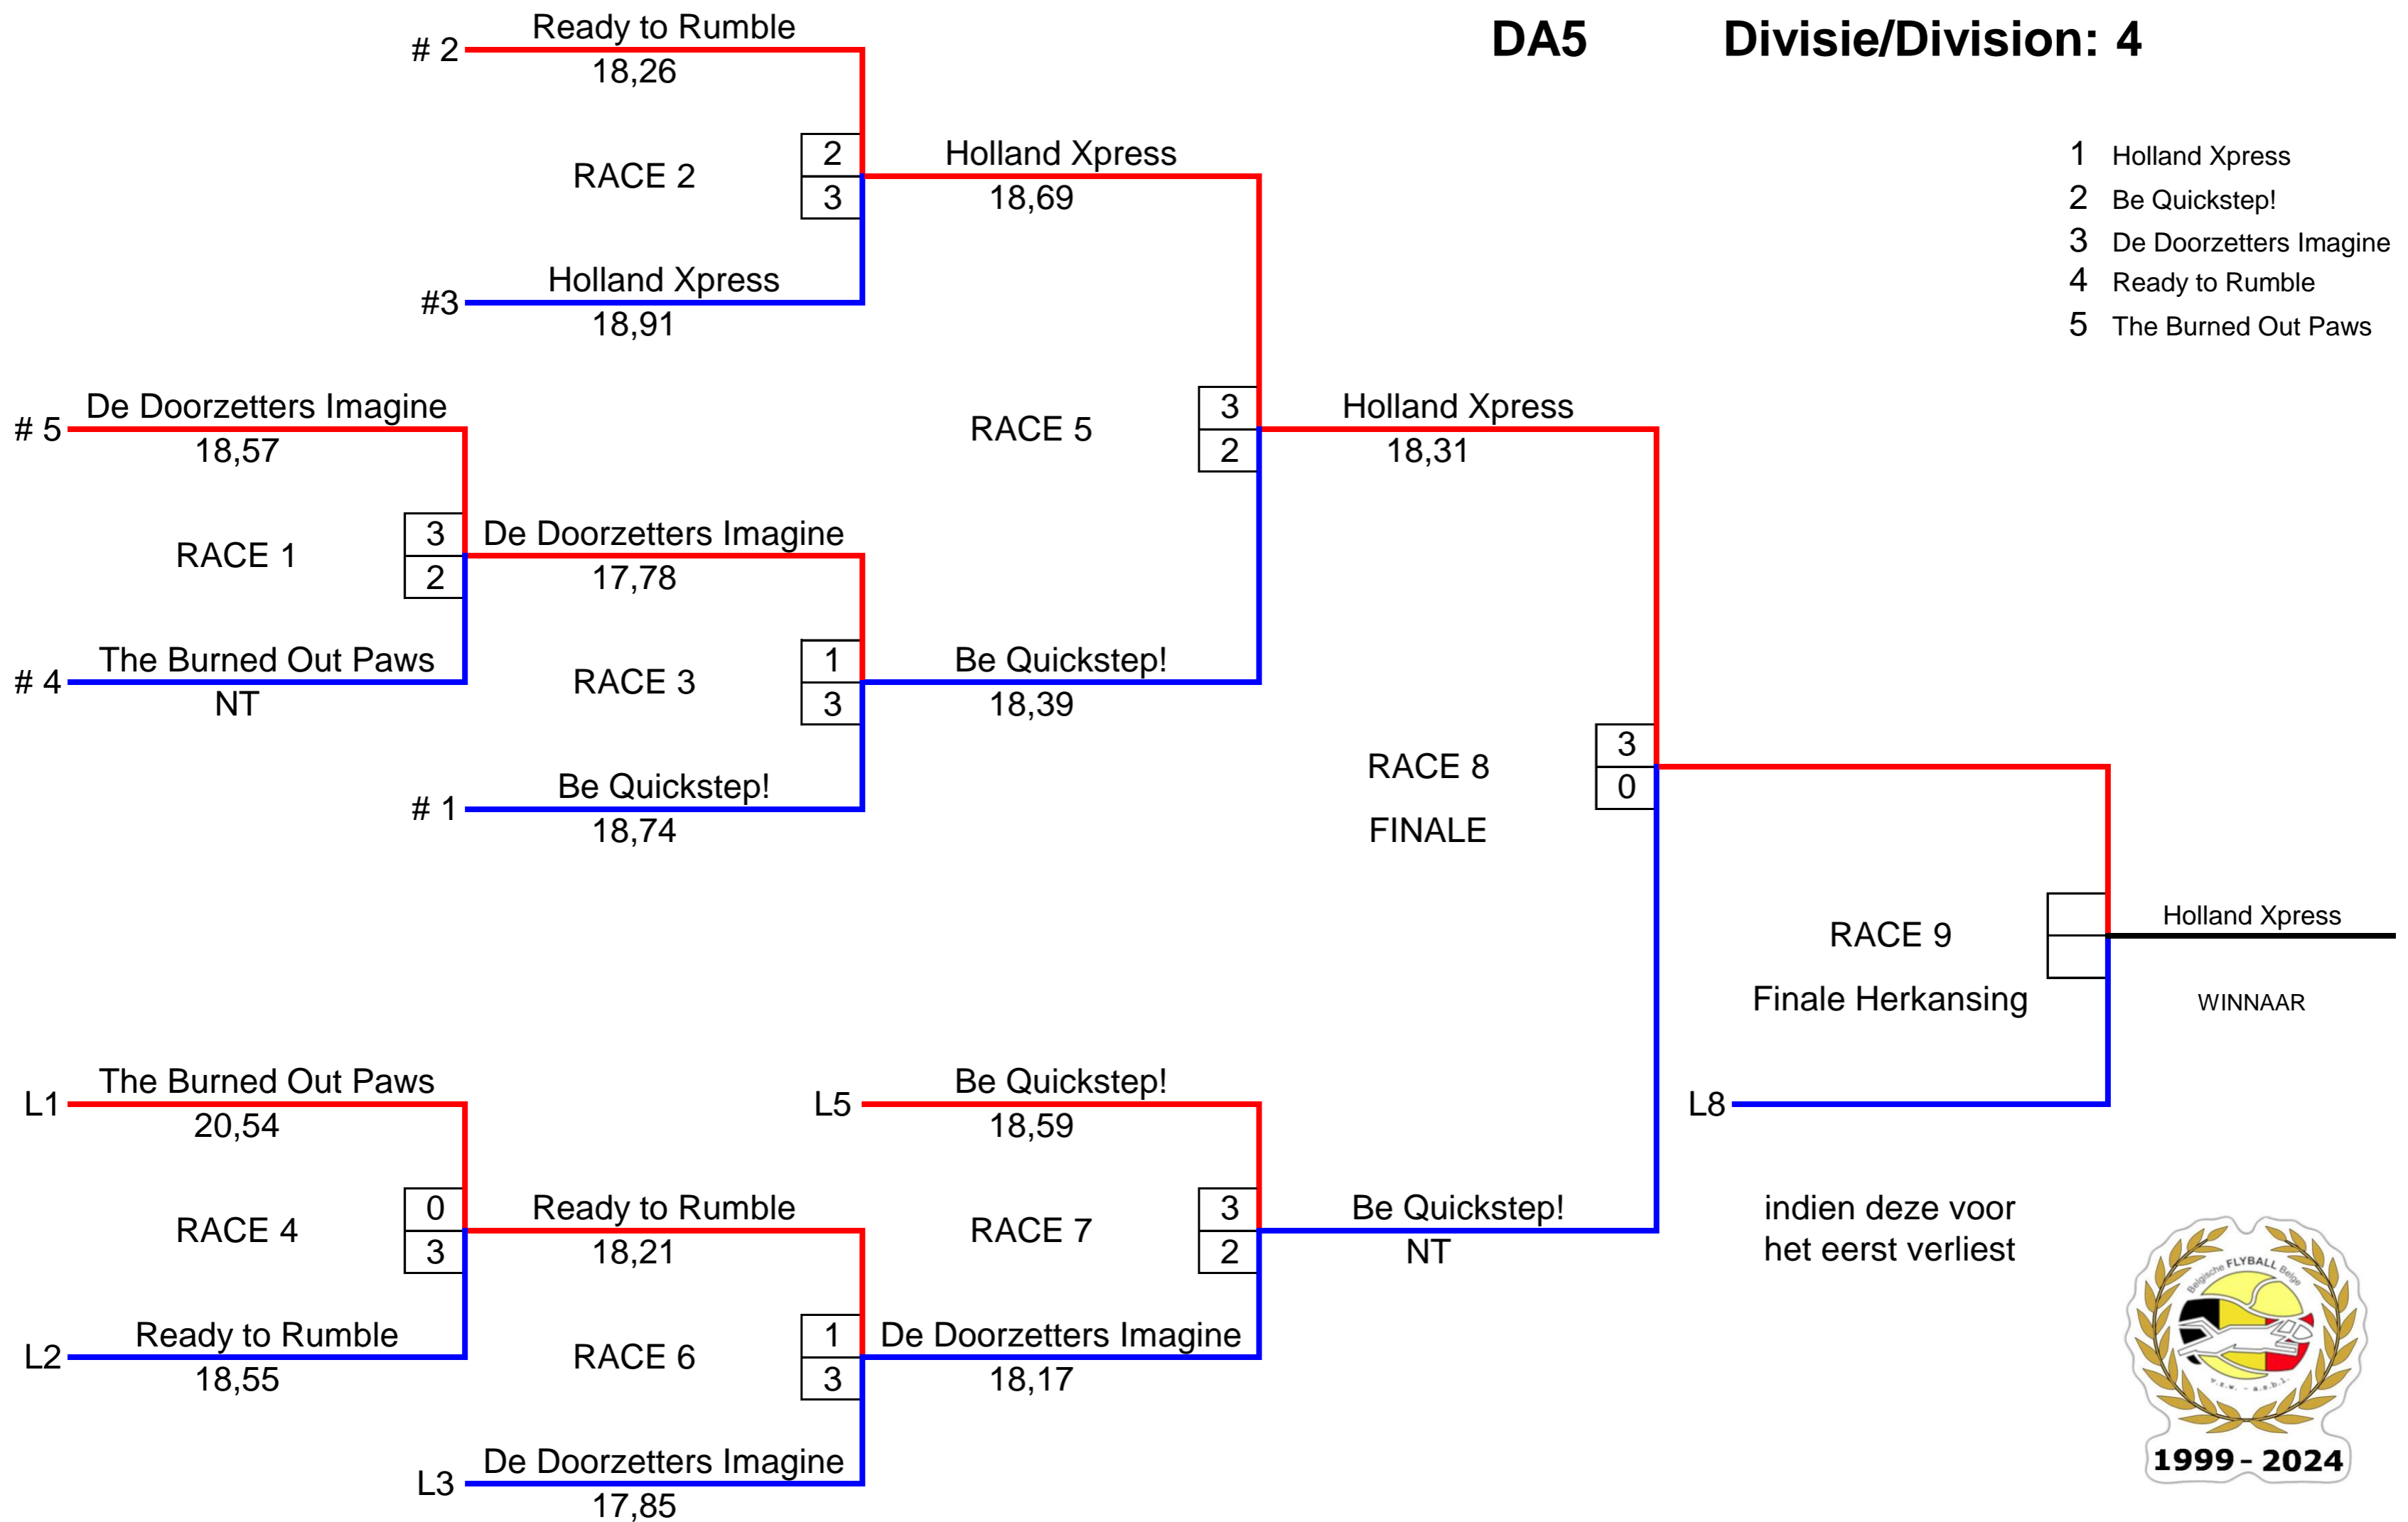 DA5 Divisie/Division: 4
Ready to Rumble
# 2
18,26
RACE 2
2
3
Holland Xpress
#3
18,91
Holland Xpress
18,69
1 Holland Xpress
2 Be Quickstep!
3 De Doorzetters Imagine
4 Ready to Rumble
5 The Burned Out Paws
De Doorzetters Imagine
# 5
18,57
RACE 1
3
2
The Burned Out Paws
# 4
NT
De Doorzetters Imagine
17,78
RACE 3
1
3
Be Quickstep!
# 1
18,74
RACE 5
3
2
Be Quickstep!
18,39
Holland Xpress
18,31
RACE 8
3
0
FINALE
RACE 9
Finale Herkansing
Holland Xpress
WINNAAR
L8
indien deze voor
het eerst verliest
The Burned Out Paws
L1
20,54
RACE 4
0
3
Ready to Rumble
L2
18,55
Ready to Rumble
18,21
RACE 6
1
3
De Doorzetters Imagine
L3
17,85
Be Quickstep!
L5
18,59
RACE 7
3
2
De Doorzetters Imagine
18,17
Be Quickstep!
NT
Belgische FLYBALL Belge
v.z.w. - a.s.b.l.
1999 - 2024